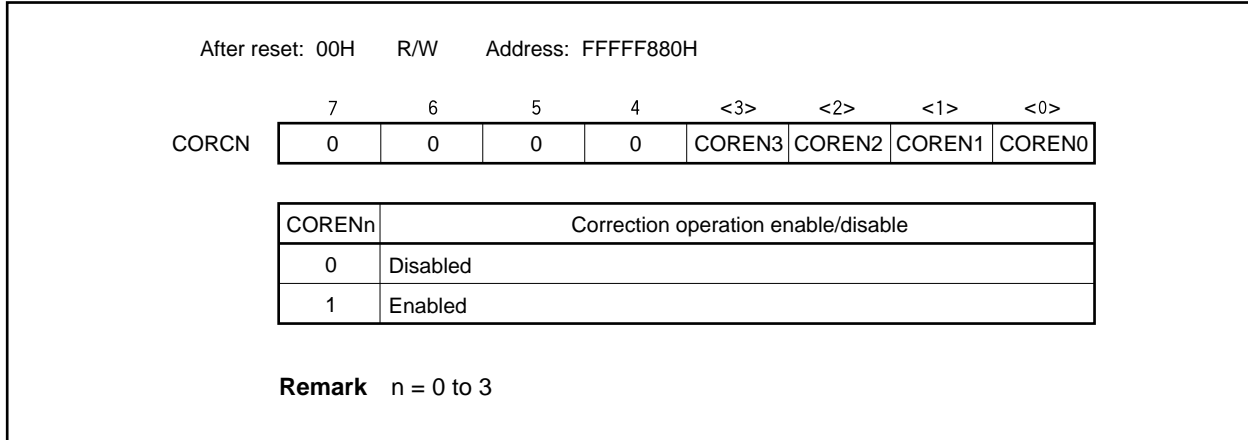 After reset: 00H R/W Address: FFFFF880H
7 6 5 4 <3> <2> <1> <0>
CORCN 0 0 0 0 COREN3 COREN2 COREN1 COREN0
CORENn Correction operation enable/disable
0 Disabled
1 Enabled
Remark n = 0 to 3